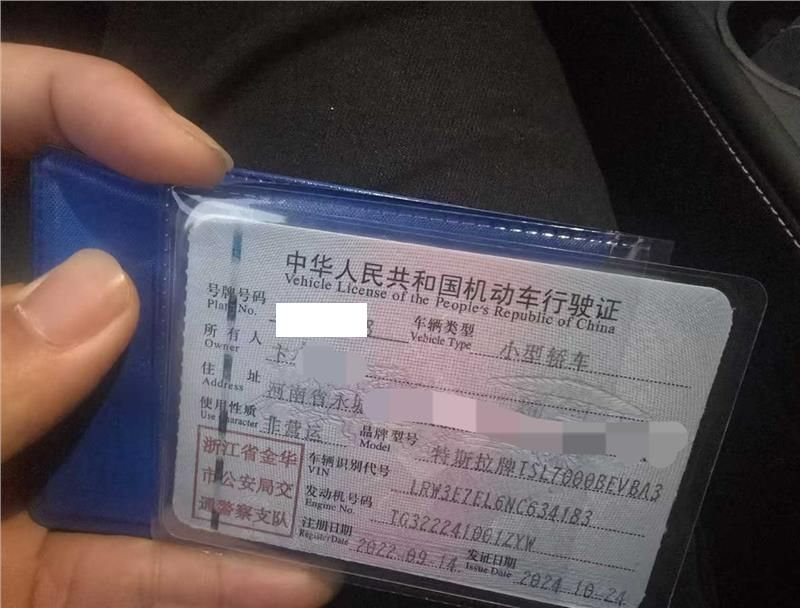 中华人民共和国机动车行驶证
Vehicle License of the People's Republic of China
号牌号码 车辆类型 小型轿车
Plate No. Vehicle Type
所有人
Owner
住址 河南省永城
Address
使用性质 非营运 品牌型号 特斯拉牌TSL7000BEVBA3
Use Character Model
浙江省金华
市公安局交
通警察支队
车辆识别代号 LRW3E7EL6NC634183
VIN
发动机号码 TG322241001ZYW
Engine No.
注册日期 2022-09-14 发证日期 2024-10-24
Register Date Issue Date